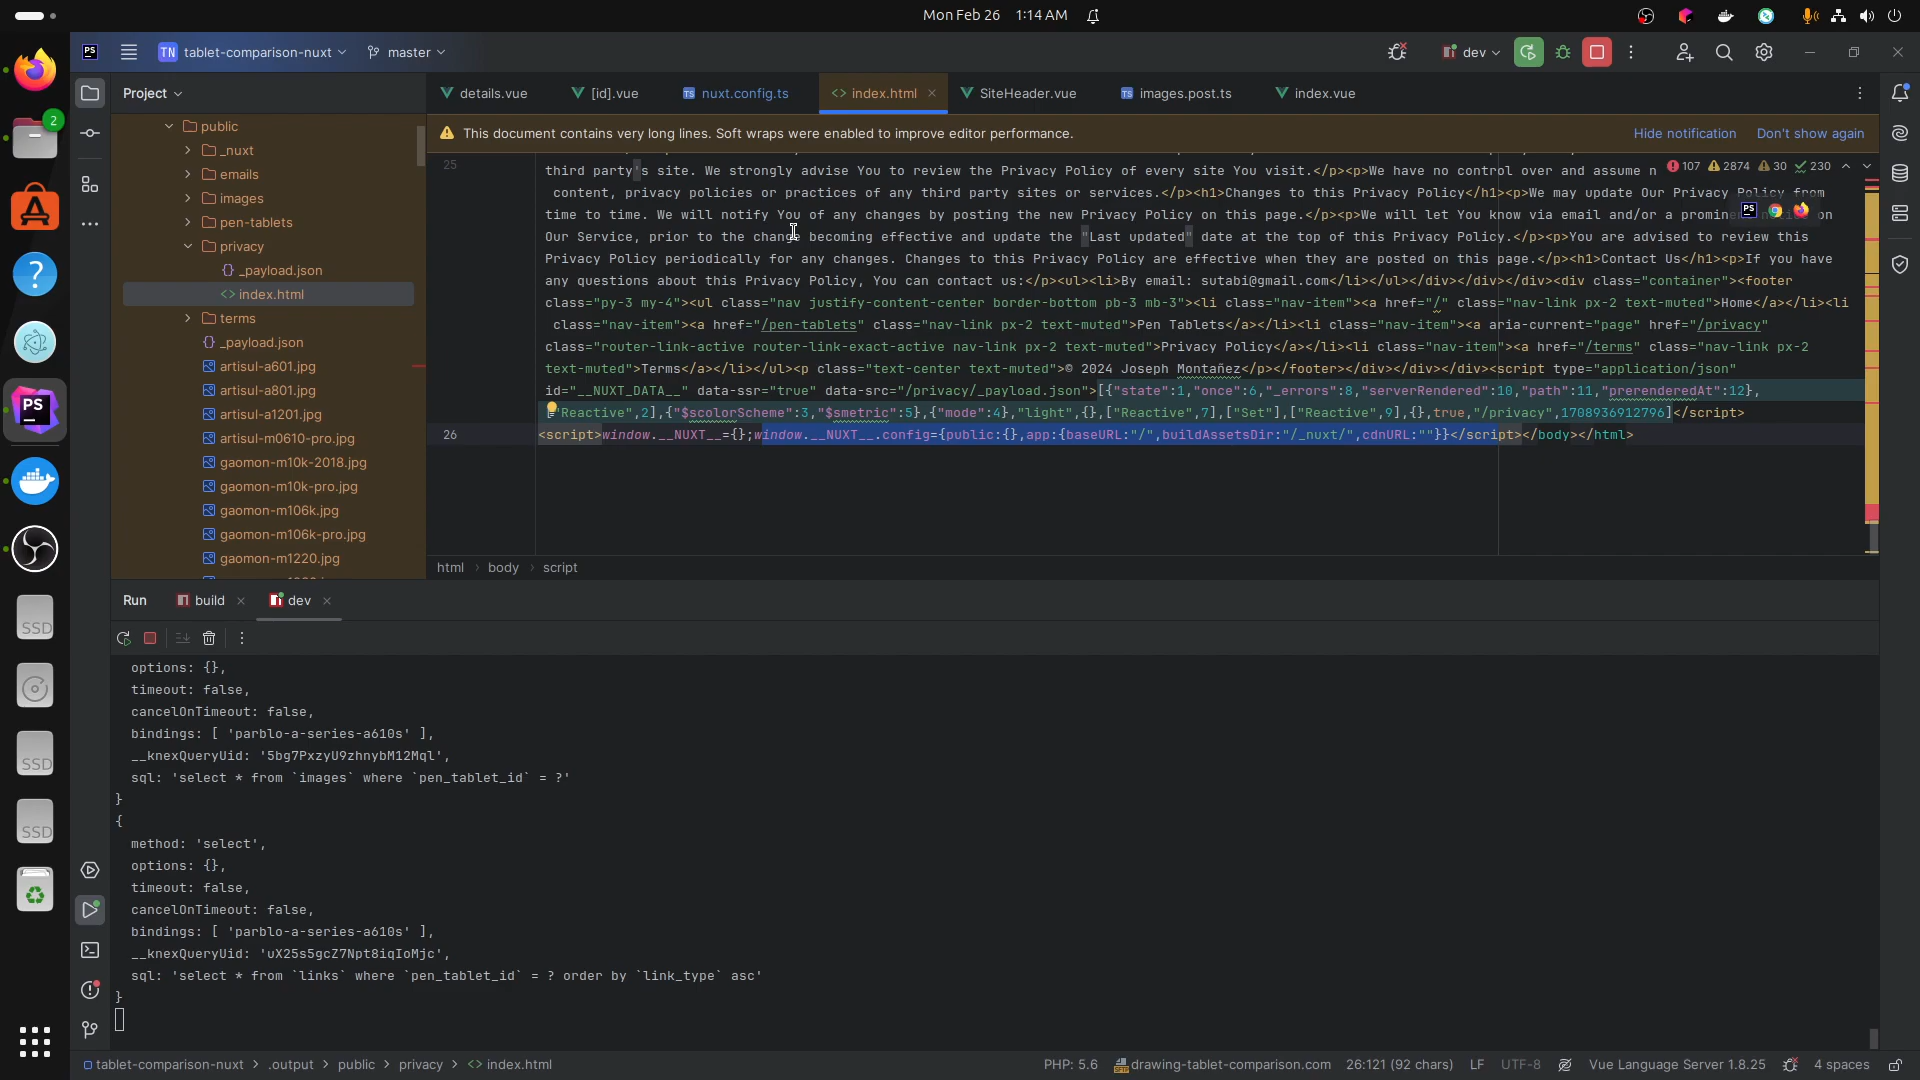 Mon Feb 26 1:14 AM
PS
TN tablet-comparison-nuxt
master
dev
Project
details.vue
[id].vue
TS nuxt.config.ts
<> index.html
SiteHeader.vue
TS images.post.ts
index.vue
This document contains very long lines. Soft wraps were enabled to improve editor performance.
Hide notification
Don't show again
2
public
_nuxt
emails
images
pen-tablets
privacy
{} _payload.json
<> index.html
terms
{} _payload.json
artisul-a601.jpg
artisul-a801.jpg
artisul-a1201.jpg
artisul-m0610-pro.jpg
gaomon-m10k-2018.jpg
gaomon-m10k-pro.jpg
gaomon-m106k.jpg
gaomon-m106k-pro.jpg
gaomon-m1220.jpg
25
107 2874 30 230
third party's site. We strongly advise You to review the Privacy Policy of every site You visit.</p><p>We have no control over and assume n
content, privacy policies or practices of any third party sites or services.</p><h1>Changes to this Privacy Policy</h1><p>We may update Our Privacy Policy from
time to time. We will notify You of any changes by posting the new Privacy Policy on this page.</p><p>We will let You know via email and/or a prominent notice on
Our Service, prior to the change becoming effective and update the "Last updated" date at the top of this Privacy Policy.</p><p>You are advised to review this
Privacy Policy periodically for any changes. Changes to this Privacy Policy are effective when they are posted on this page.</p><h1>Contact Us</h1><p>If you have
any questions about this Privacy Policy, You can contact us:</p><ul><li>By email: sutabi@gmail.com</li></ul></div></div></div><div class="container"><footer
class="py-3 my-4"><ul class="nav justify-content-center border-bottom pb-3 mb-3"><li class="nav-item"><a href="/" class="nav-link px-2 text-muted">Home</a></li><li
class="nav-item"><a href="/pen-tablets" class="nav-link px-2 text-muted">Pen Tablets</a></li><li class="nav-item"><a aria-current="page" href="/privacy"
class="router-link-active router-link-exact-active nav-link px-2 text-muted">Privacy Policy</a></li><li class="nav-item"><a href="/terms" class="nav-link px-2
text-muted">Terms</a></li></ul><p class="text-center text-muted">© 2024 Joseph Montañez</p></footer></div></div></div><script type="application/json"
id="__NUXT_DATA__" data-ssr="true" data-src="/privacy/_payload.json">[{"state":1,"once":6,"_errors":8,"serverRendered":10,"path":11,"prerenderedAt":12},
["Reactive",2],{"$scolorScheme":3,"$smetric":5},{"mode":4},"light",{},["Reactive",7],["Set"],["Reactive",9],{},true,"/privacy",1708936912796]</script>
26
<script>window.__NUXT__={};window.__NUXT__.config={public:{},app:{baseURL:"/",buildAssetsDir:"/_nuxt/",cdnURL:""}}</script></body></html>
html > body > script
Run
build
dev
options: {},
timeout: false,
cancelOnTimeout: false,
bindings: [ 'parblo-a-series-a610s' ],
__knexQueryUid: '5bg7PxzyU9zhnybM12Mql',
sql: 'select * from `images` where `pen_tablet_id` = ?'
}
{
method: 'select',
options: {},
timeout: false,
cancelOnTimeout: false,
bindings: [ 'parblo-a-series-a610s' ],
__knexQueryUid: 'uX25s5gcZ7Npt8iqIoMjc',
sql: 'select * from `links` where `pen_tablet_id` = ? order by `link_type` asc'
}
PS
SSD
SSD
SSD
SSD
tablet-comparison-nuxt > .output > public > privacy > <> index.html
PHP: 5.6
drawing-tablet-comparison.com
26:121 (92 chars)
LF
UTF-8
Vue Language Server 1.8.25
4 spaces